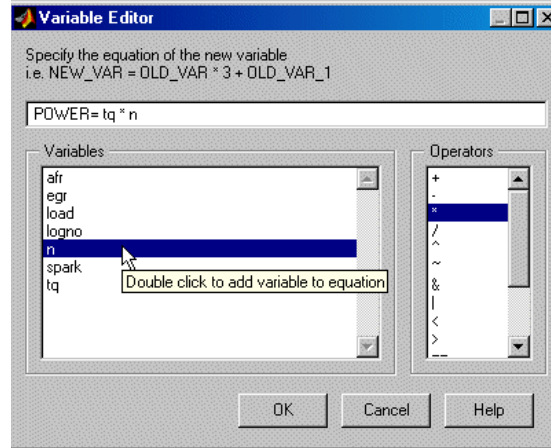 Variable Editor
Specify the equation of the new variable
i.e. NEW_VAR = OLD_VAR * 3 + OLD_VAR_1
POWER= tq * n
Variables
afr
egr
load
logno
n
spark
tq
Double click to add variable to equation
Operators
+
-
*
/
^
~
&
|
<
>
==
OK
Cancel
Help